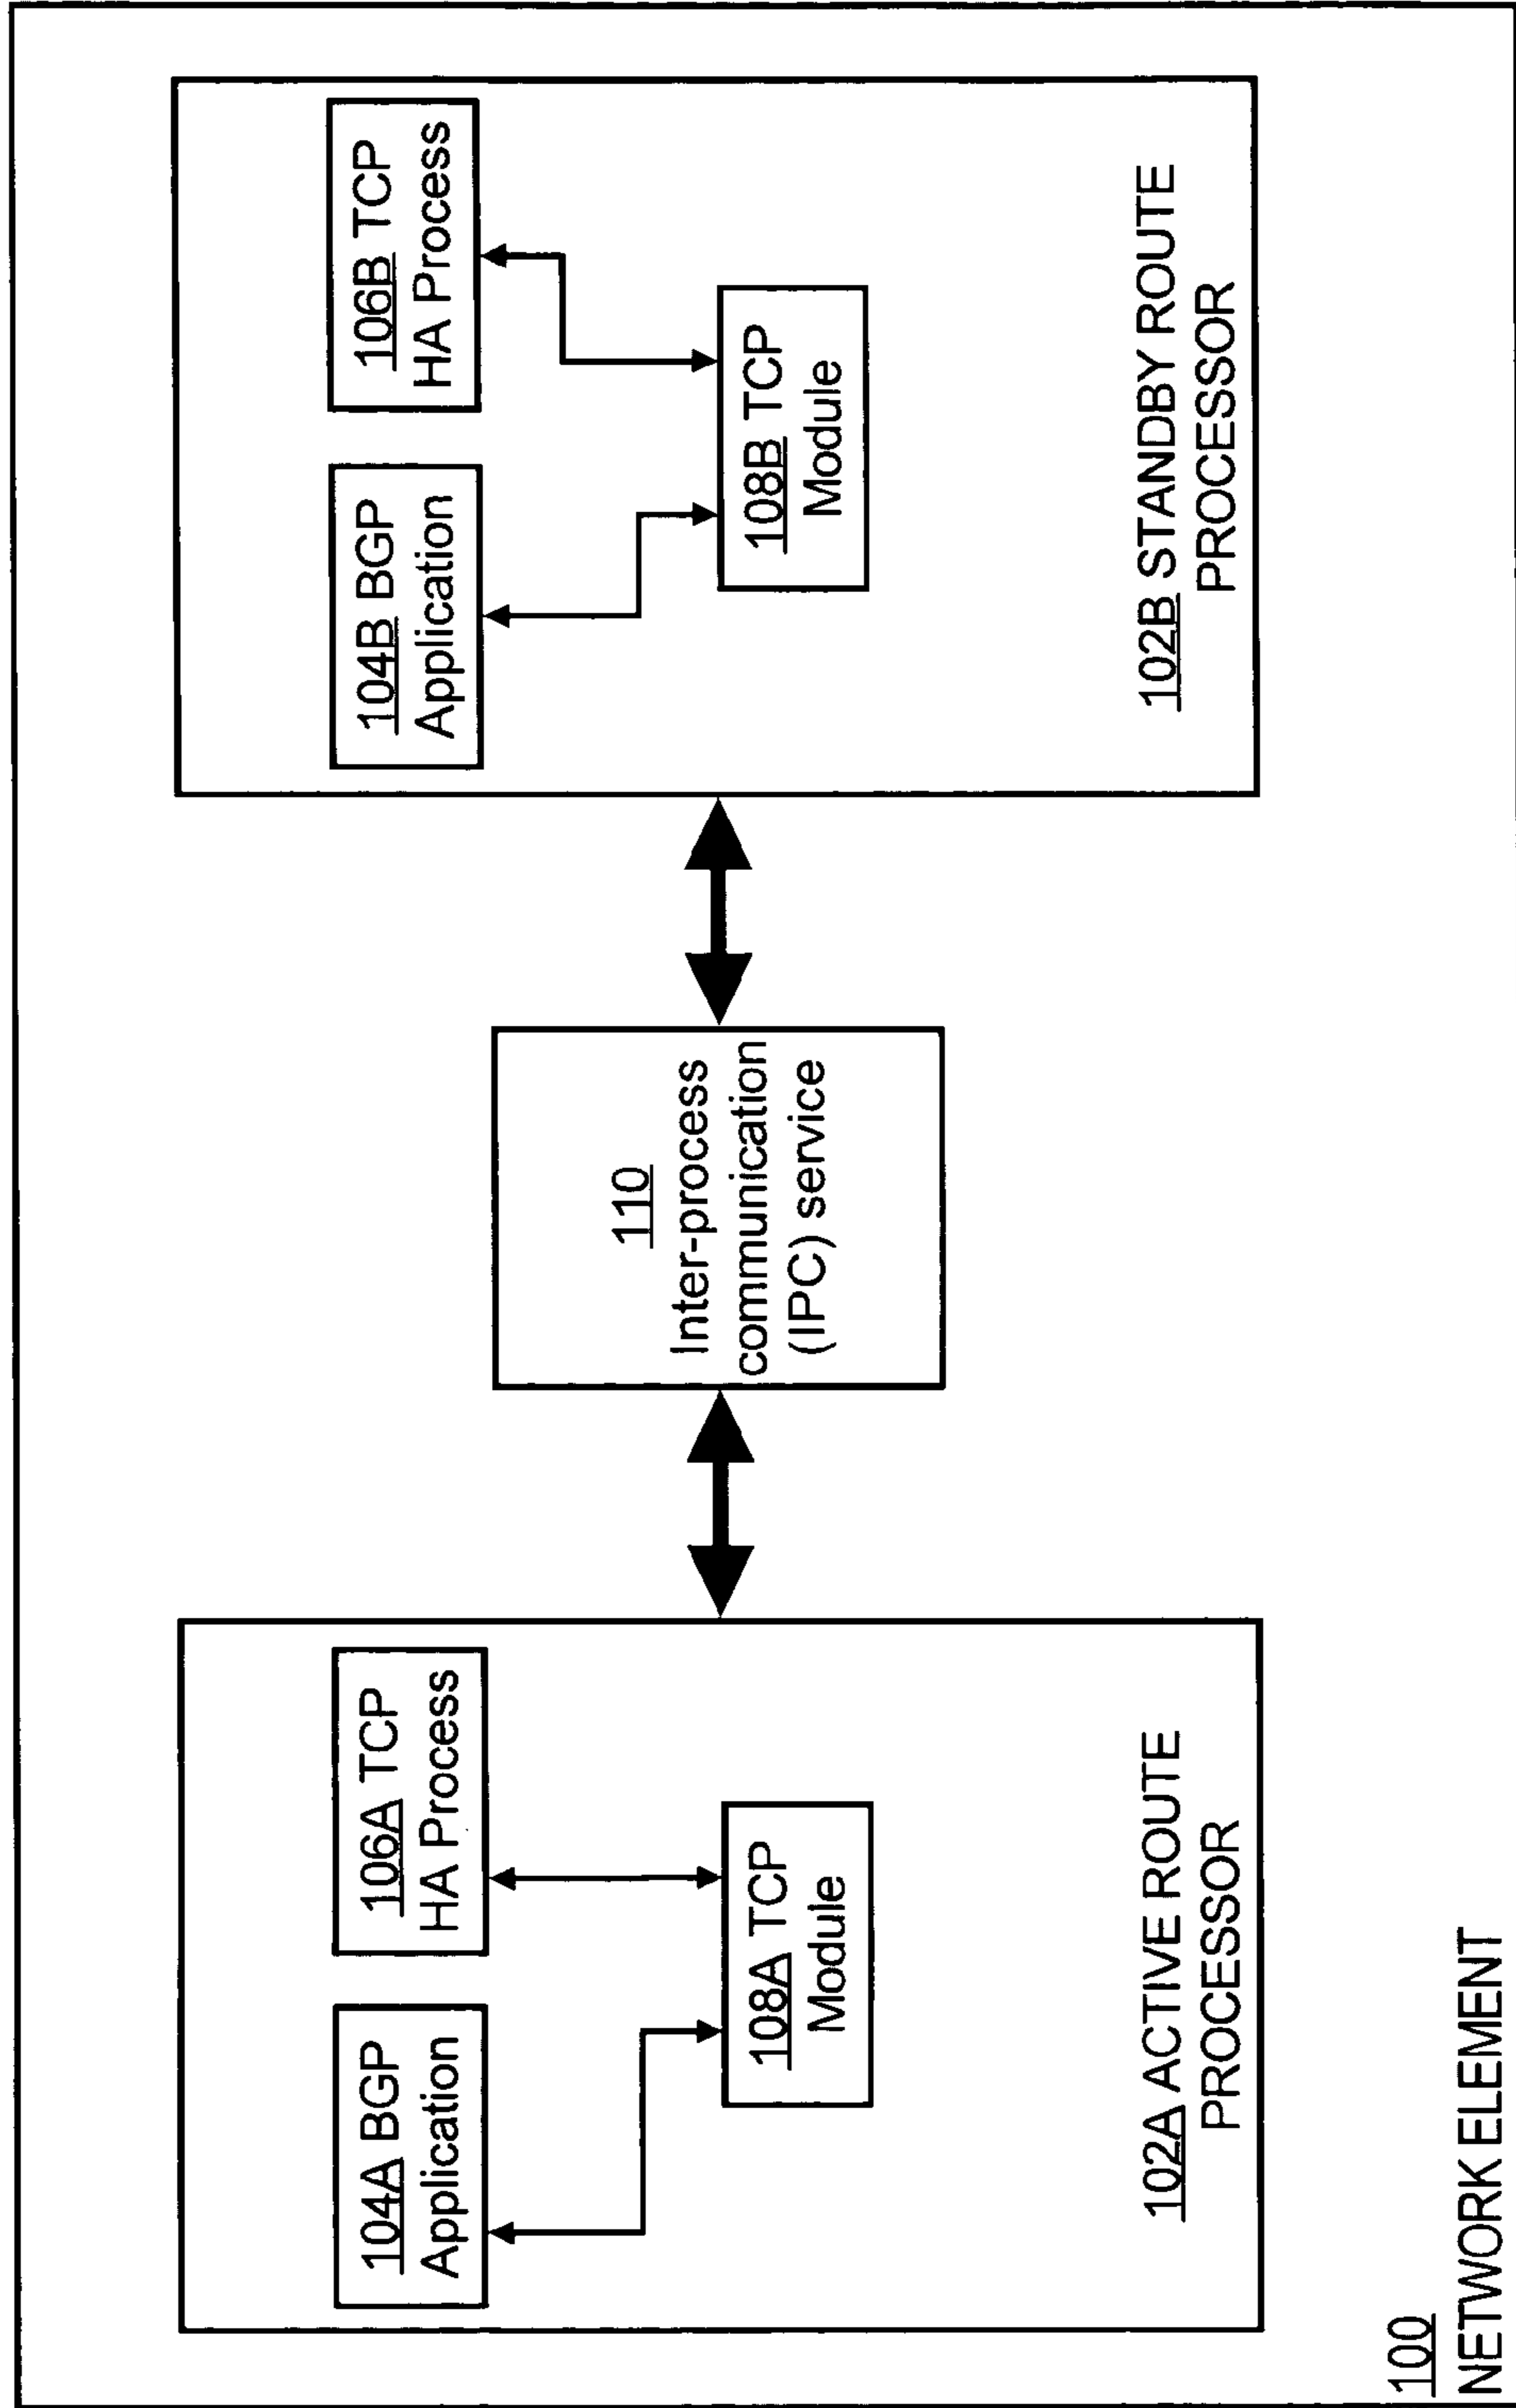 104A BGP
Application
106A TCP
HA Process
108A TCP
Module
102A ACTIVE ROUTE
PROCESSOR
110
Inter-process
communication
(IPC) service
104B BGP
Application
106B TCP
HA Process
108B TCP
Module
102B STANDBY ROUTE
PROCESSOR
100
NETWORK ELEMENT